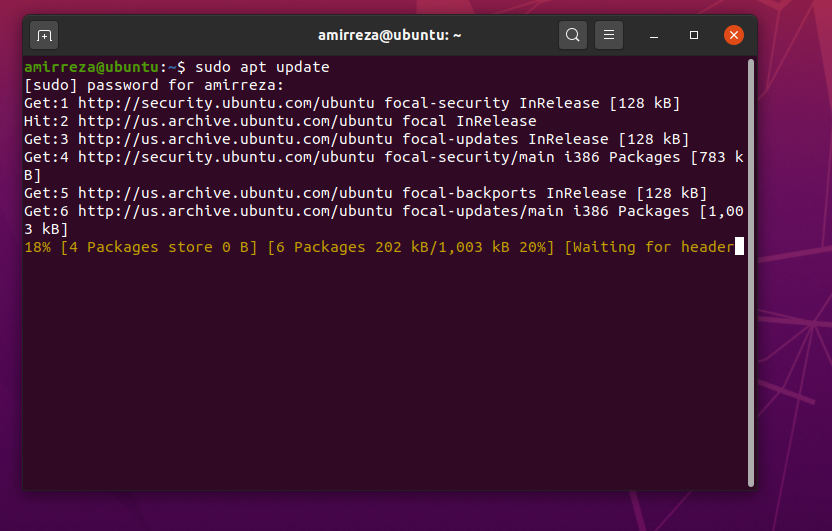 amirreza@ubuntu: ~
amirreza@ubuntu:~$ sudo apt update
[sudo] password for amirreza:
Get:1 http://security.ubuntu.com/ubuntu focal-security InRelease [128 kB]
Hit:2 http://us.archive.ubuntu.com/ubuntu focal InRelease
Get:3 http://us.archive.ubuntu.com/ubuntu focal-updates InRelease [128 kB]
Get:4 http://security.ubuntu.com/ubuntu focal-security/main i386 Packages [783 k
B]
Get:5 http://us.archive.ubuntu.com/ubuntu focal-backports InRelease [128 kB]
Get:6 http://us.archive.ubuntu.com/ubuntu focal-updates/main i386 Packages [1,00
3 kB]
18% [4 Packages store 0 B] [6 Packages 202 kB/1,003 kB 20%] [Waiting for header